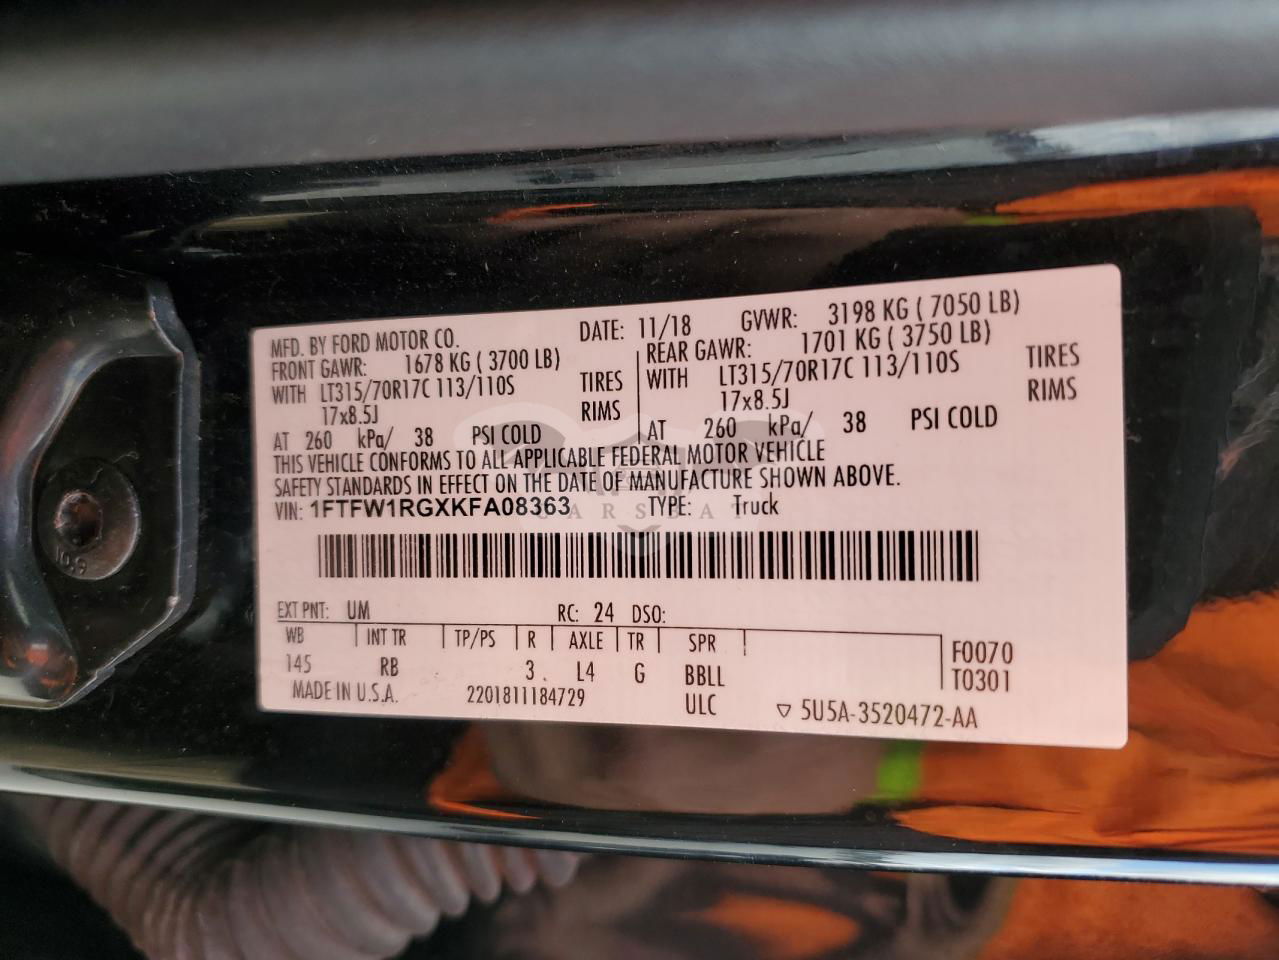 MFD. BY FORD MOTOR CO. DATE: 11/18 GVWR: 3198 KG ( 7050 LB)
FRONT GAWR: 1678 KG ( 3700 LB) REAR GAWR: 1701 KG ( 3750 LB)
WITH LT315/70R17C 113/110S TIRES WITH LT315/70R17C 113/110S TIRES
17x8.5J RIMS 17x8.5J RIMS
AT 260 kPa/ 38 PSI COLD AT 260 kPa/ 38 PSI COLD
THIS VEHICLE CONFORMS TO ALL APPLICABLE FEDERAL MOTOR VEHICLE
SAFETY STANDARDS IN EFFECT ON THE DATE OF MANUFACTURE SHOWN ABOVE.
VIN: 1FTFW1RGXKFA08363 TYPE: Truck
CARSBAT
EXT PNT: UM RC: 24 DSO:
WB INT TR TP/PS R AXLE TR SPR F0070
145 RB 3 . L4 G BBLL T0301
MADE IN U.S.A. 2201811184729 ULC ▽ 5U5A-3520472-AA
10.9